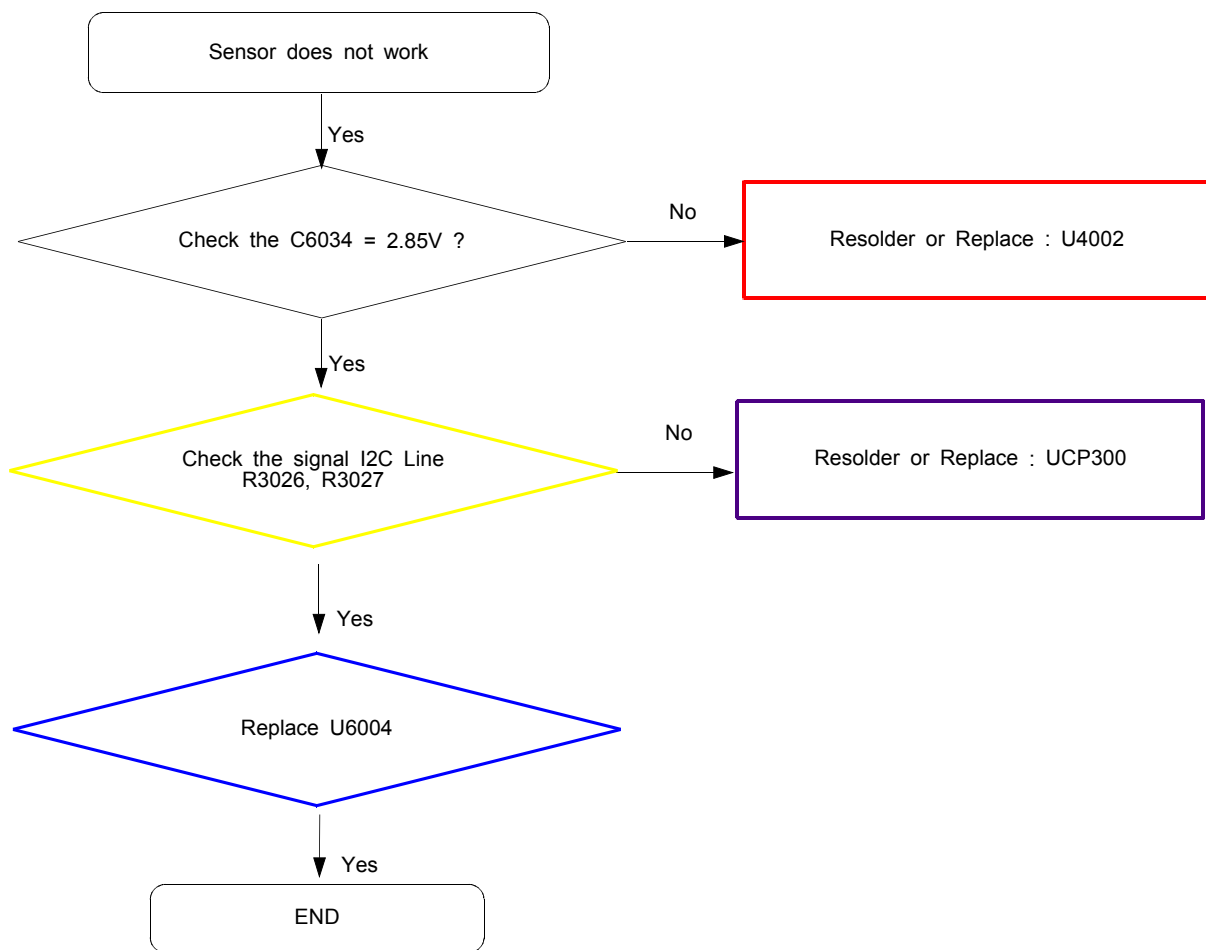 Sensor does not work
Yes
Check the C6034 = 2.85V ?
No
Resolder or Replace : U4002
Yes
Check the signal I2C Line
R3026, R3027
No
Resolder or Replace : UCP300
Yes
Replace U6004
Yes
END